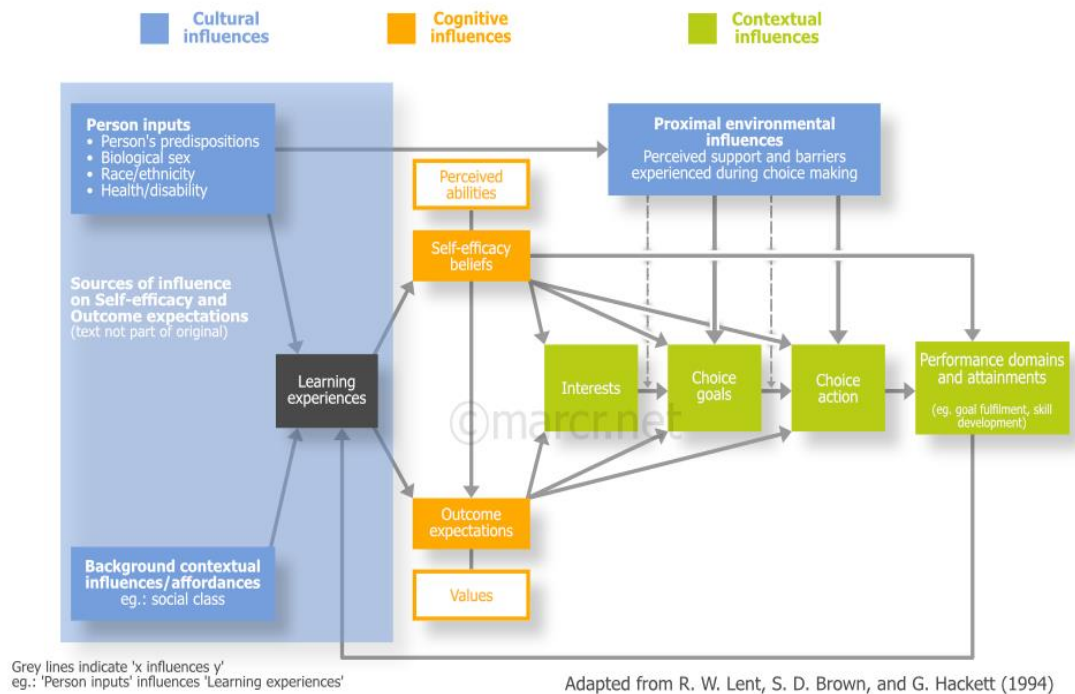 Cultural
influences
Cognitive
influences
Contextual
influences
Person inputs
• Person's predispositions
• Biological sex
• Race/ethnicity
• Health/disability
Proximal environmental
influences
Perceived support and barriers
experienced during choice making
Perceived
abilities
Self-efficacy
beliefs
Sources of influence
on Self-efficacy and
Outcome expectations
(text not part of original)
Learning
experiences
Interests
Choice
goals
Choice
action
Performance domains
and attainments
(eg. goal fulfilment, skill
development)
©marcr.net
Outcome
expectations
Values
Background contextual
influences/affordances
eg.: social class
Grey lines indicate 'x influences y'
eg.: 'Person inputs' influences 'Learning experiences'
Adapted from R. W. Lent, S. D. Brown, and G. Hackett (1994)